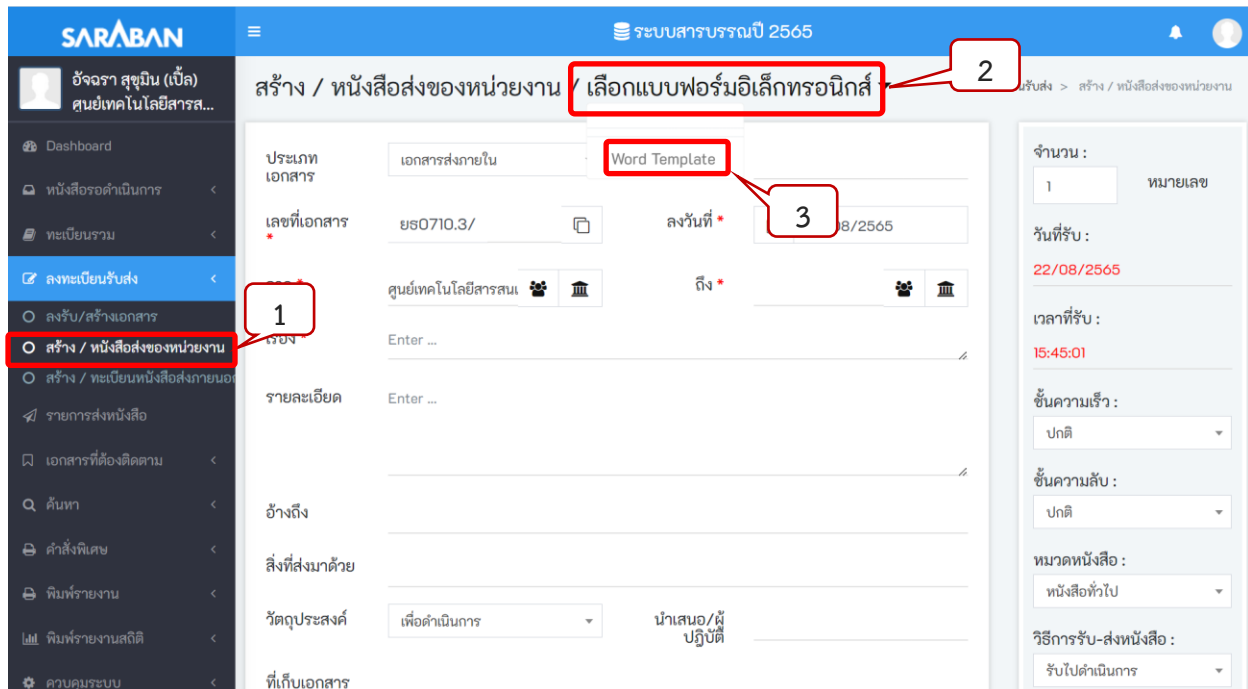 SARABAN
ระบบสารบรรณปี 2565
อัจฉรา สุขุมิน (เปิ้ล)
ศูนย์เทคโนโลยีสารส...
สร้าง / หนังสือส่งของหน่วยงาน / เลือกแบบฟอร์มอิเล็กทรอนิกส์
2
สร้าง / หนังสือส่งของหน่วยงาน
Dashboard
หนังสือรอดำเนินการ
ทะเบียนรวม
ลงทะเบียนรับส่ง
ลงรับ/สร้างเอกสาร
สร้าง / หนังสือส่งของหน่วยงาน
สร้าง / ทะเบียนหนังสือส่งภายนอก
รายการส่งหนังสือ
เอกสารที่ต้องติดตาม
ค้นหา
คำสั่งพิเศษ
พิมพ์รายงาน
พิมพ์รายงานสถิติ
ควบคุมระบบ
1
ประเภท
เอกสาร
เอกสารส่งภายใน
Word Template
3
เลขที่เอกสาร
*
ยธ0710.3/
ลงวันที่ *
08/2565
ศูนย์เทคโนโลยีสารสนเ
ถึง *
เรื่อง *
Enter ...
รายละเอียด
Enter ...
อ้างถึง
สิ่งที่ส่งมาด้วย
วัตถุประสงค์
เพื่อดำเนินการ
นำเสนอ/ผู้
ปฏิบัติ
ที่เก็บเอกสาร
จำนวน :
1
หมายเลข
วันที่รับ :
22/08/2565
เวลาที่รับ :
15:45:01
ชั้นความเร็ว :
ปกติ
ชั้นความลับ :
ปกติ
หมวดหนังสือ :
หนังสือทั่วไป
วิธีการรับ-ส่งหนังสือ :
รับไปดำเนินการ